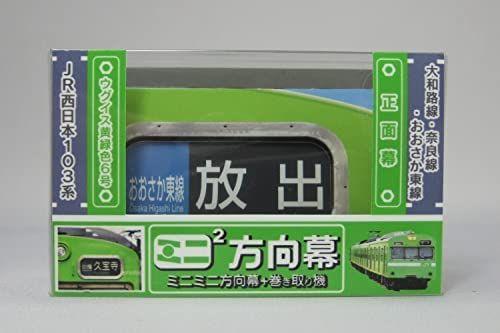 JR西日本103系
ウグイス黄緑色6号
おおさか東線
Osaka Higashi Line
放出
正面幕
大和路線・奈良線
・おおさか東線
久宝寺
ミニ2方向幕
ミニミニ方向幕+巻き取り機